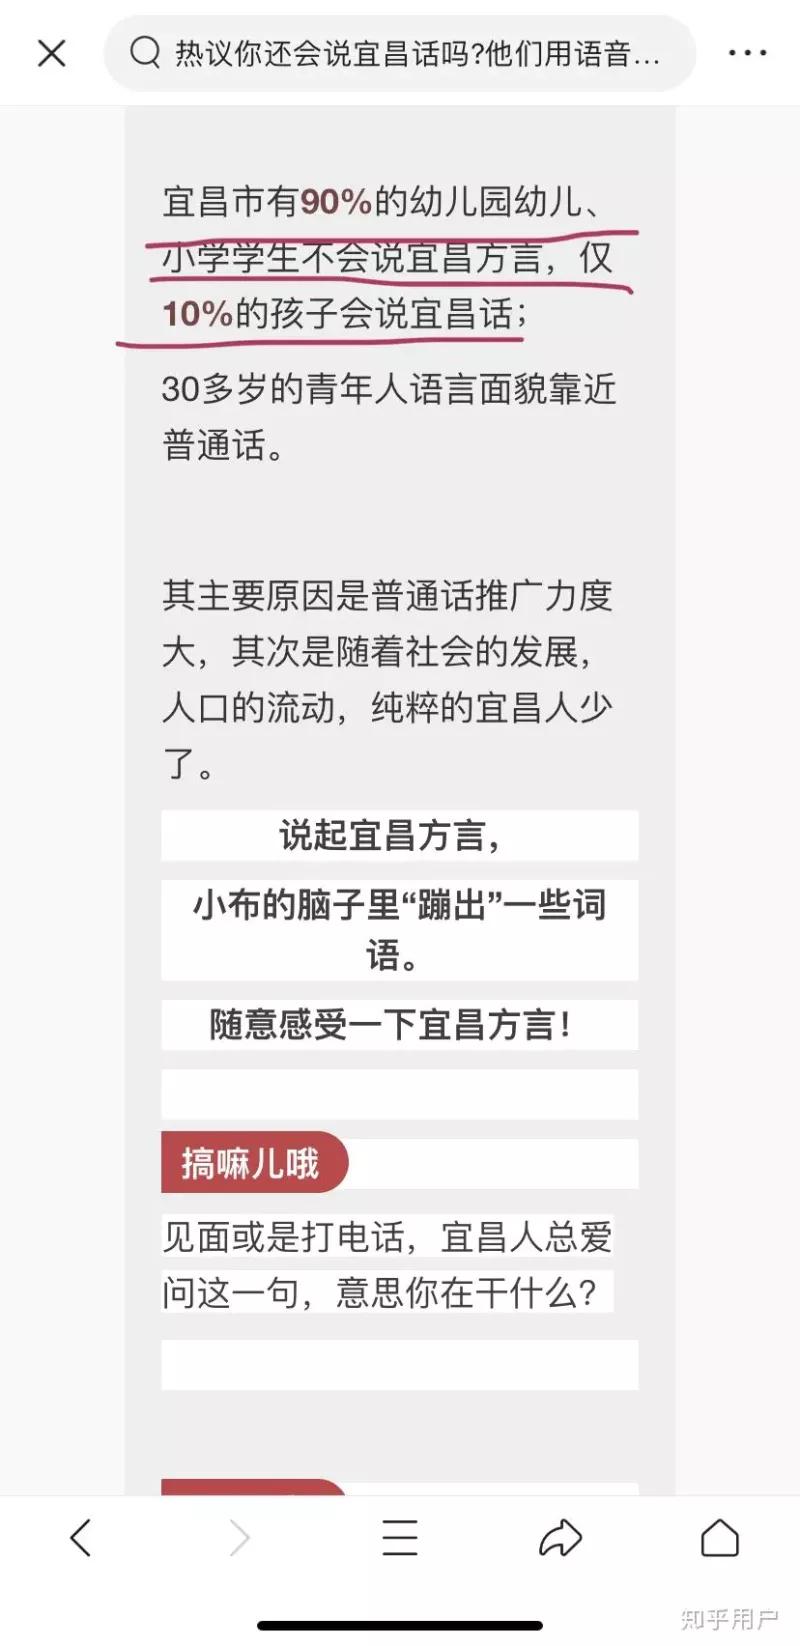 热议你还会说宜昌话吗?他们用语音...
宜昌市有90%的幼儿园幼儿、
小学学生不会说宜昌方言，仅
10%的孩子会说宜昌话；
30多岁的青年人语言面貌靠近
普通话。
其主要原因是普通话推广力度
大，其次是随着社会的发展，
人口的流动，纯粹的宜昌人少
了。
说起宜昌方言，
小布的脑子里“蹦出”一些词
语。
随意感受一下宜昌方言！
搞嘛儿哦
见面或是打电话，宜昌人总爱
问这一句，意思你在干什么？
知乎用户